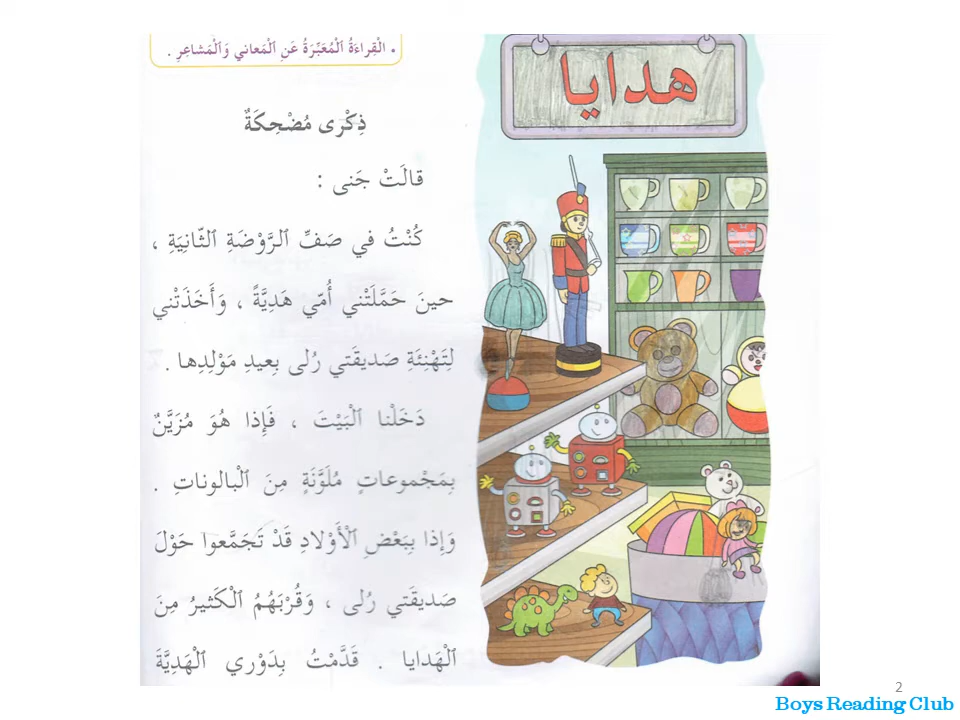 • الْقِراءَةُ الْمُعَبِّرَةُ عَنِ الْمَعاني وَالْمَشاعِرِ .
هدايا
ذِكْرى مُضْحِكَةٌ
قالَتْ جَنى :
كُنْتُ في صَفِّ الرَّوْضَةِ الثّانِيَةِ ،
حينَ حَمَّلَتْني أُمّي هَدِيَّةً ، وَأَخَذَتْني
لِتَهْنِئَةِ صَديقَتي رُلى بِعيدِ مَوْلِدِها .
دَخَلْنا الْبَيْتَ ، فَإِذا هُوَ مُزَيَّنٌ
بِمَجْموعاتٍ مُلَوَّنَةٍ مِنَ الْبالوناتِ .
وَإِذا بِبَعْضِ الْأَوْلادِ قَدْ تَجَمَّعوا حَوْلَ
صَديقَتي رُلى ، وَقُرْبَهُمُ الْكَثيرُ مِنَ
الْهَدايا . قَدَّمْتُ بِدَوْري الْهَدِيَّةَ
2
Boys Reading Club